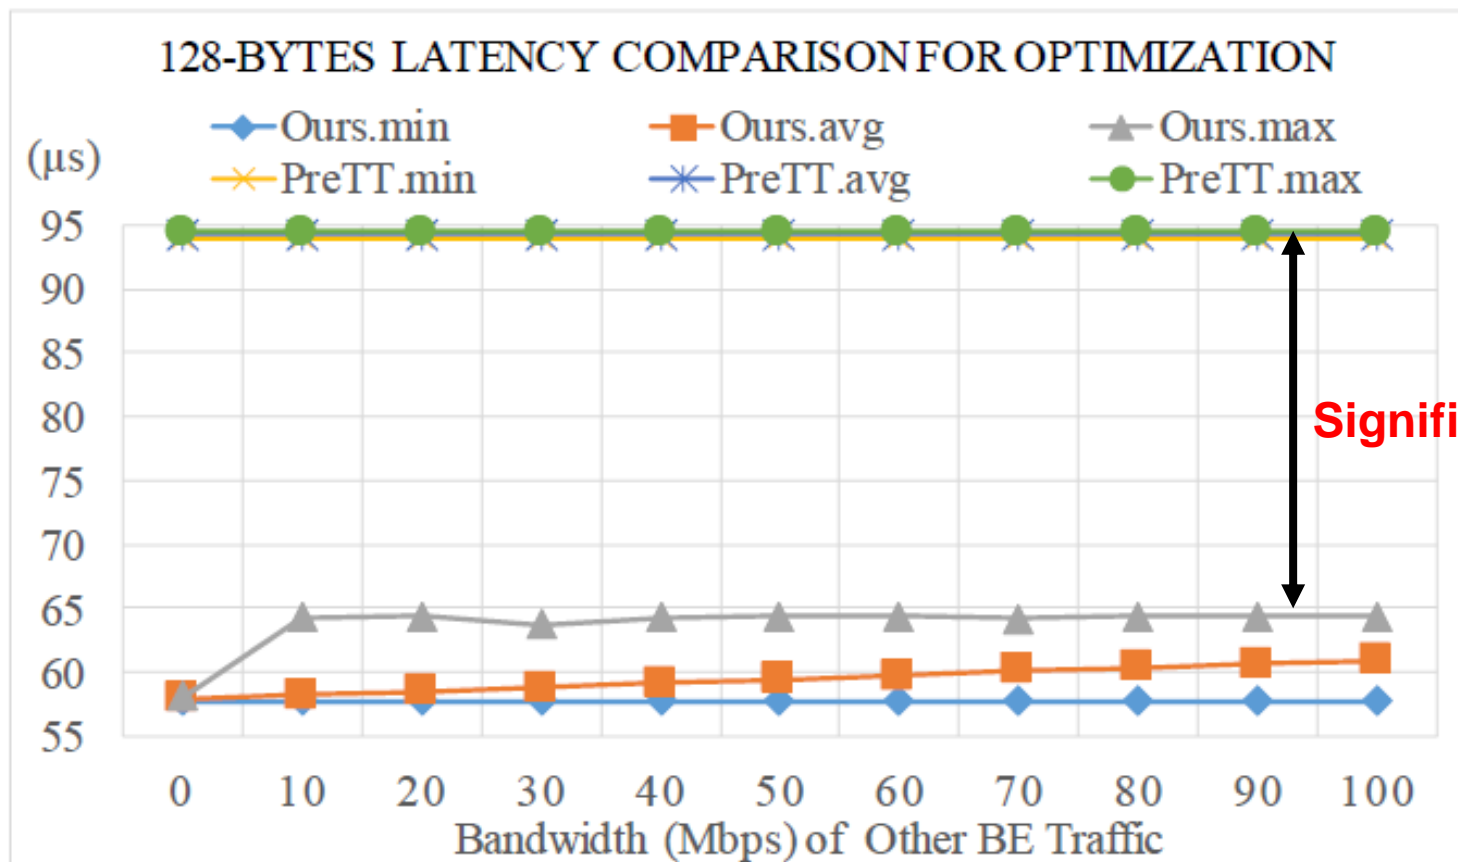 128-BYTES LATENCY COMPARISON FOR OPTIMIZATION
Ours.min Ours.avg Ours.max
(μs)
PreTT.min PreTT.avg PreTT.max
95
90
85
80
Signifi
75
70
65
60
55
0 10 20 30 40 50 60 70 80 90 100
Bandwidth (Mbps) of Other BE Traffic